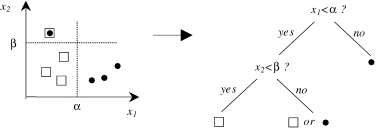 x2
β
α
x1
x1<α ?
yes
no
x2<β ?
yes
no
or